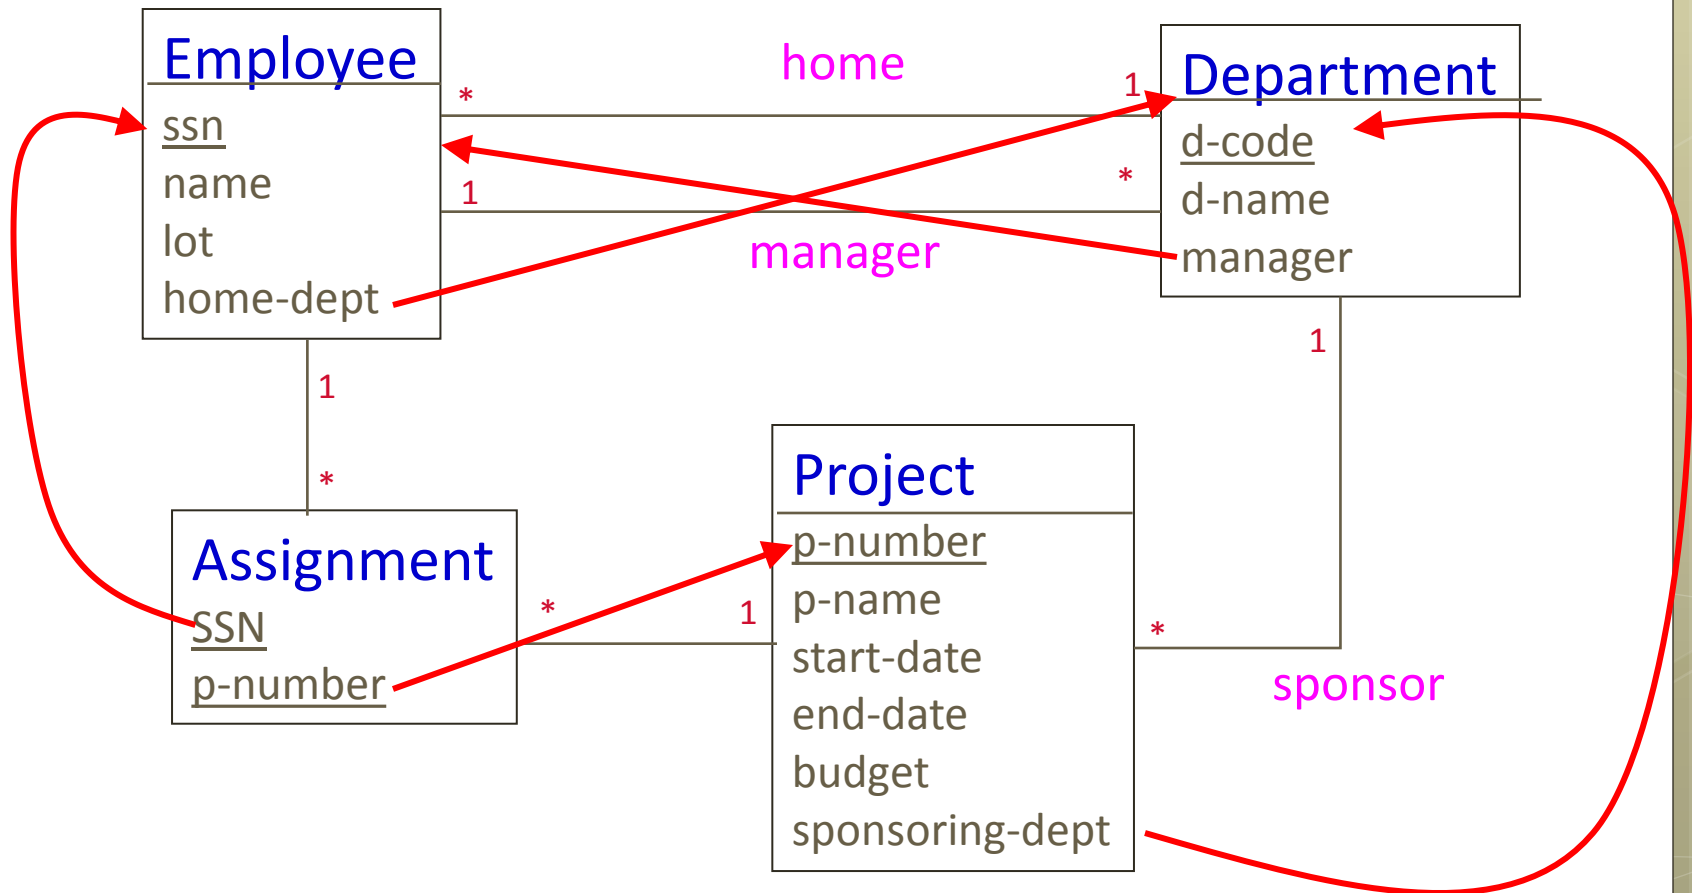 Employee
ssn
name
lot
home-dept
home
*
1
1
*
manager
Department
d-code
d-name
manager
1
*
1
Assignment
SSN
p-number
*
1
Project
p-number
p-name
start-date
end-date
budget
sponsoring-dept
*
sponsor